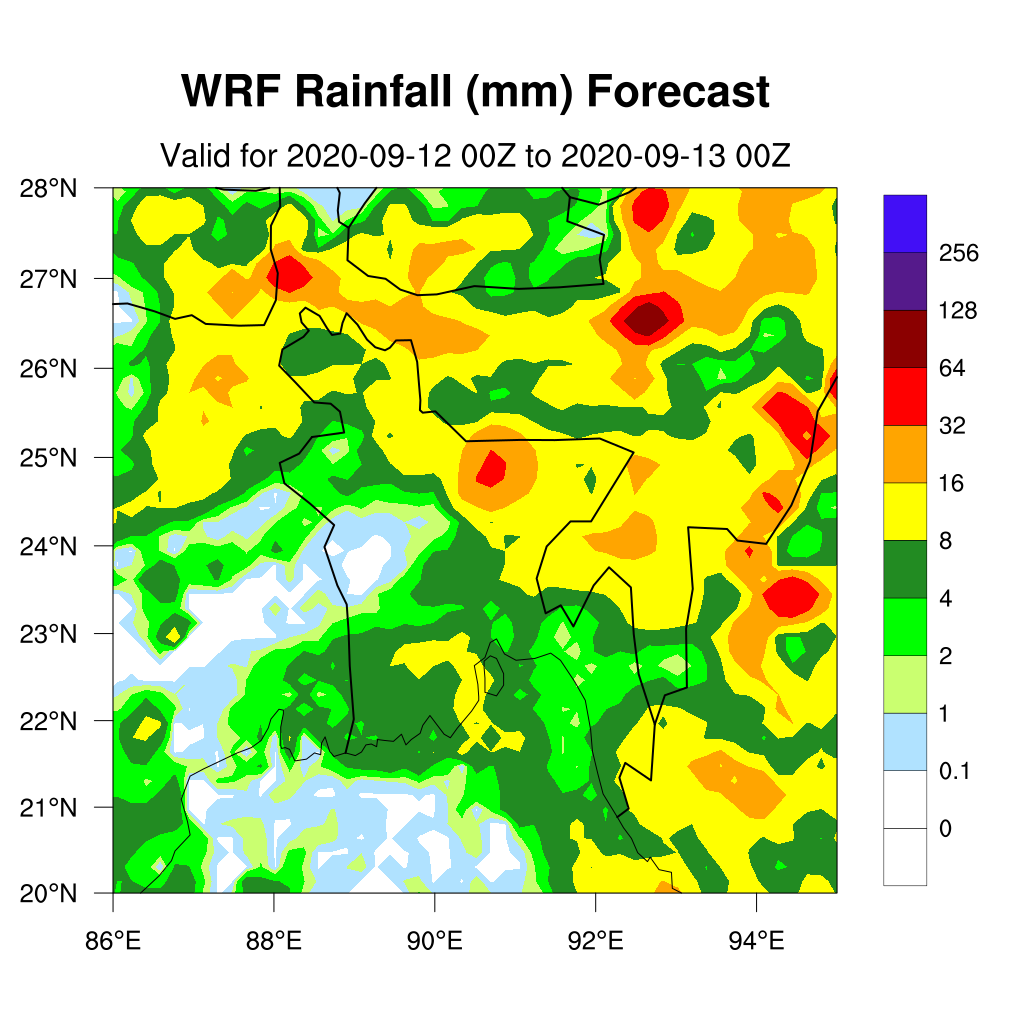 WRF Rainfall (mm) Forecast
Valid for 2020-09-12 00Z to 2020-09-13 00Z
28°N
27°N
26°N
25°N
24°N
23°N
22°N
21°N
20°N
86°E 88°E 90°E 92°E 94°E
256
128
64
32
16
8
4
2
1
0.1
0